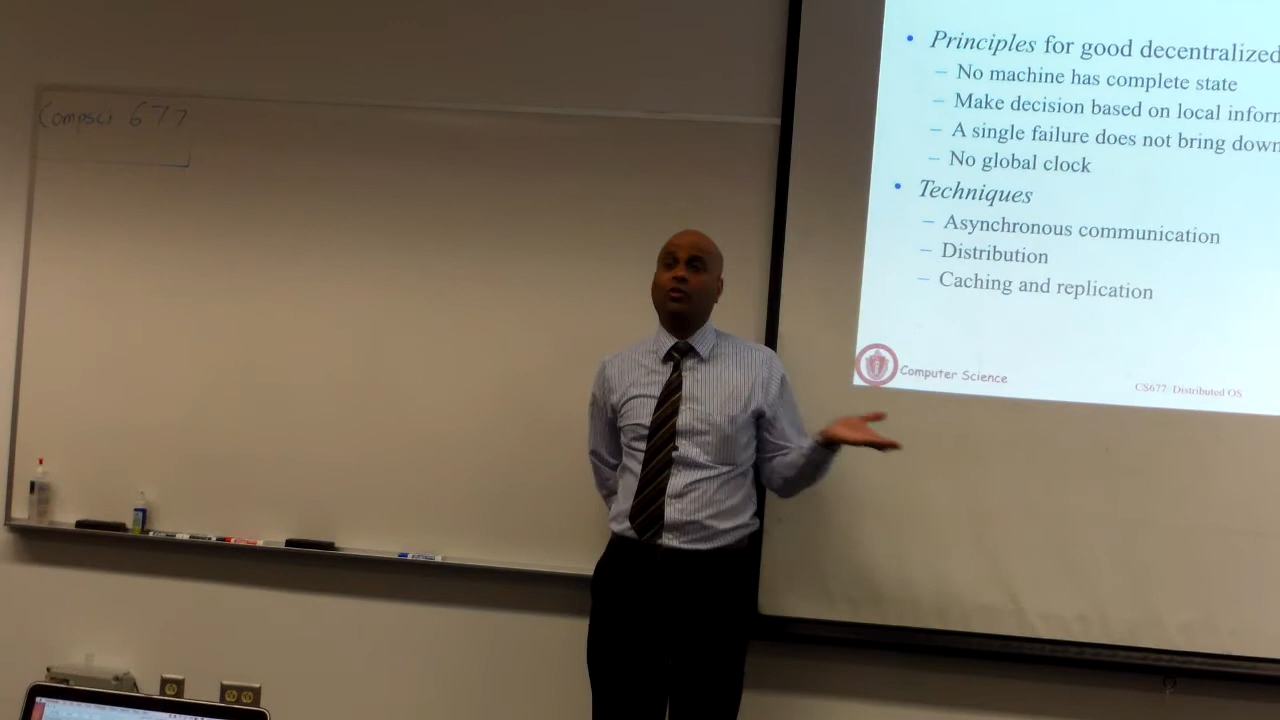 Compsci 677
• Principles for good decentralized
– No machine has complete state
– Make decision based on local inform
– A single failure does not bring down
– No global clock
• Techniques
– Asynchronous communication
– Distribution
– Caching and replication
Computer Science
CS677: Distributed OS